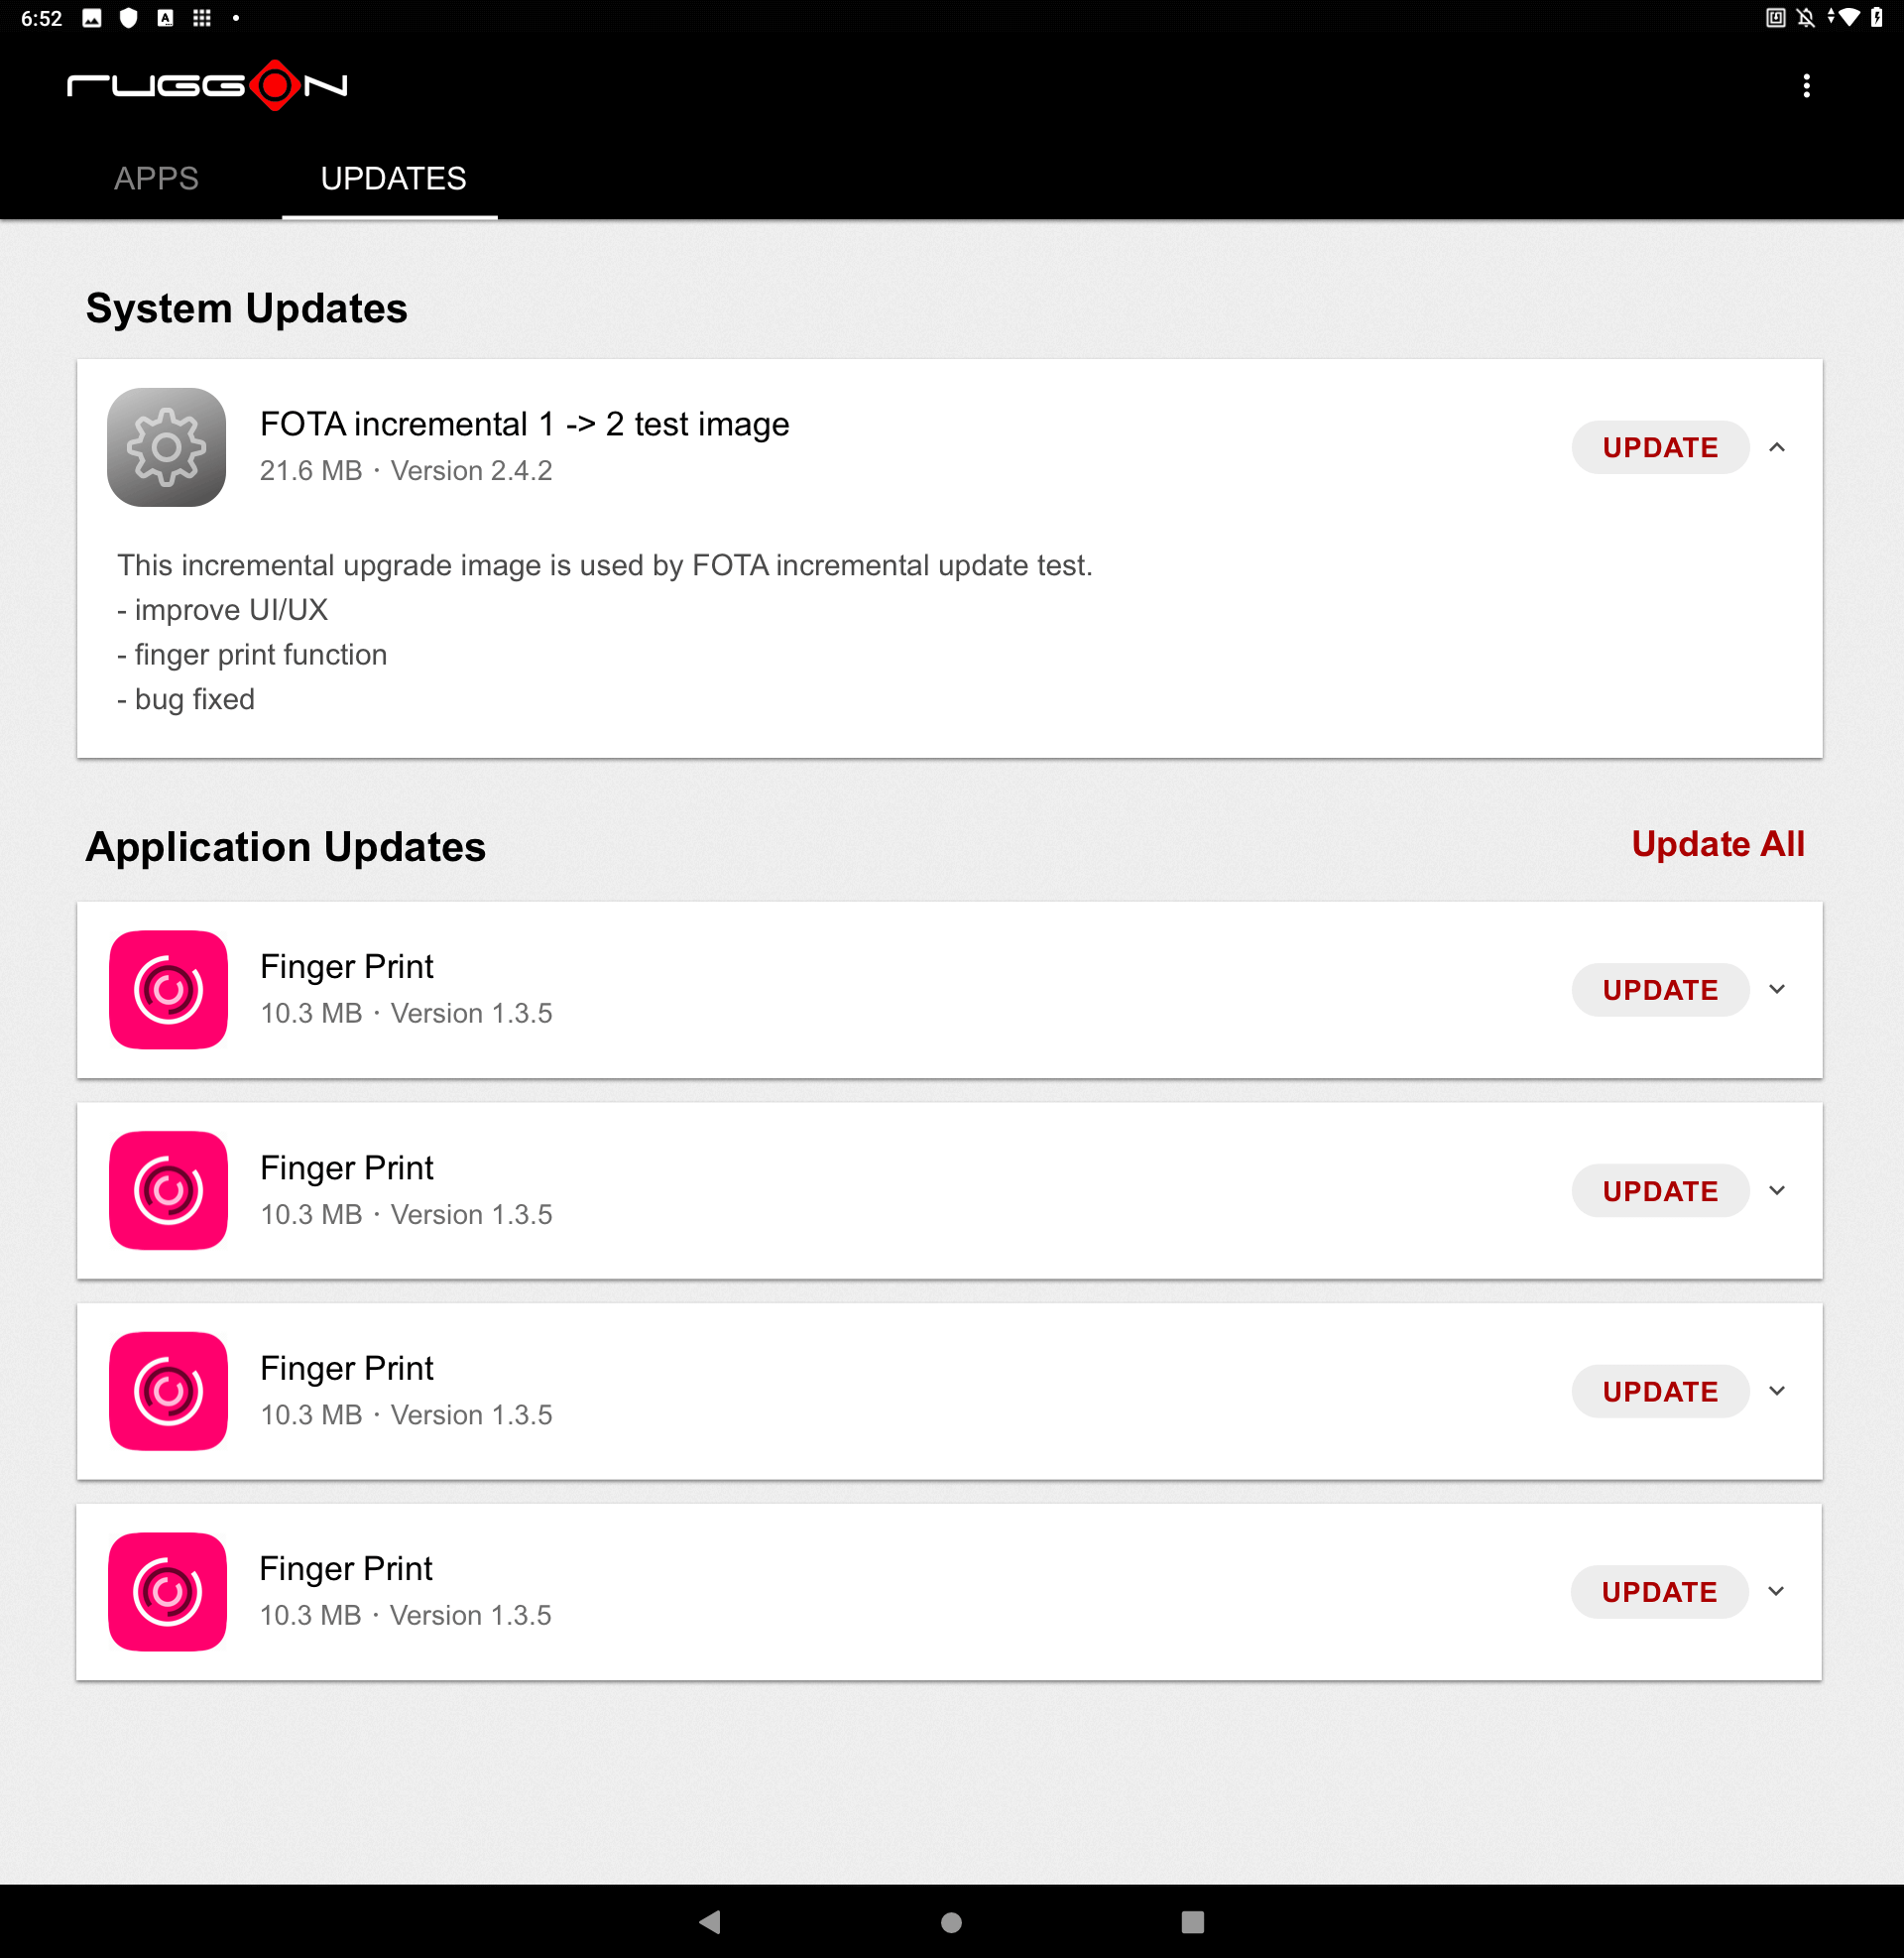 6:52
RUGGON
APPS UPDATES
System Updates
FOTA incremental 1 -> 2 test image
21.6 MB · Version 2.4.2
UPDATE
This incremental upgrade image is used by FOTA incremental update test.
- improve UI/UX
- finger print function
- bug fixed
Application Updates
Update All
Finger Print
10.3 MB · Version 1.3.5
UPDATE
Finger Print
10.3 MB · Version 1.3.5
UPDATE
Finger Print
10.3 MB · Version 1.3.5
UPDATE
Finger Print
10.3 MB · Version 1.3.5
UPDATE